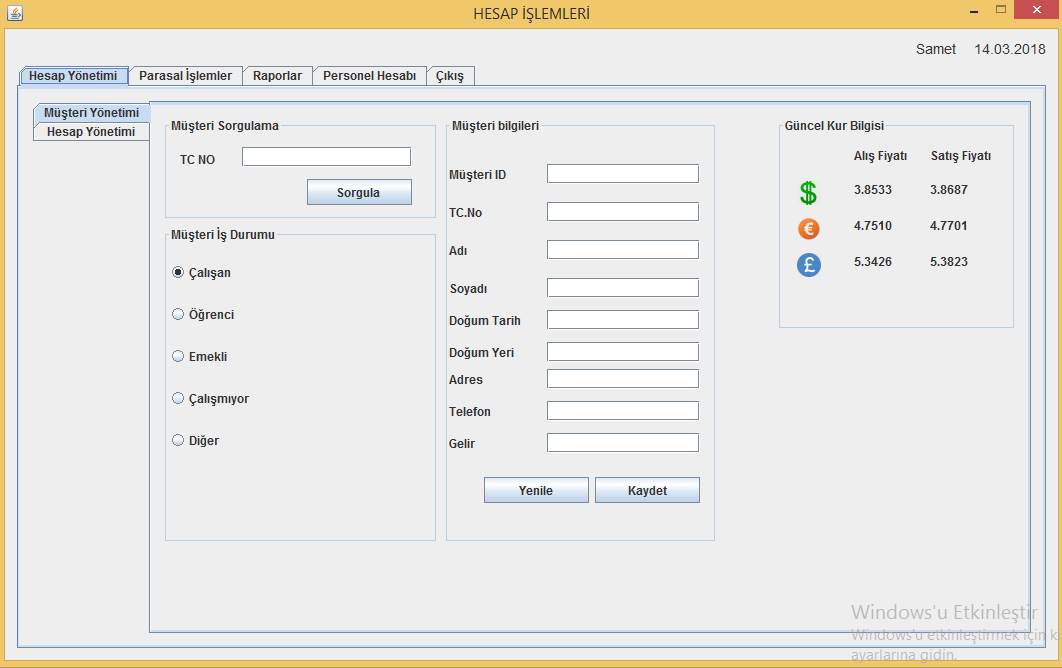 HESAP İŞLEMLERİ
Samet 14.03.2018
Hesap Yönetimi Parasal İşlemler Raporlar Personel Hesabı Çıkış
Müşteri Yönetimi
Hesap Yönetimi
Müşteri Sorgulama
TC NO
Sorgula
Müşteri İş Durumu
Çalışan
Öğrenci
Emekli
Çalışmıyor
Diğer
Müşteri bilgileri
Müşteri ID
TC.No
Adı
Soyadı
Doğum Tarih
Doğum Yeri
Adres
Telefon
Gelir
Yenile Kaydet
Güncel Kur Bilgisi
Alış Fiyatı Satış Fiyatı
$ 3.8533 3.8687
€ 4.7510 4.7701
£ 5.3426 5.3823
Windows'u Etkinleştir
Windows'u etkinleştirmek için k
ayarlarına gidin.